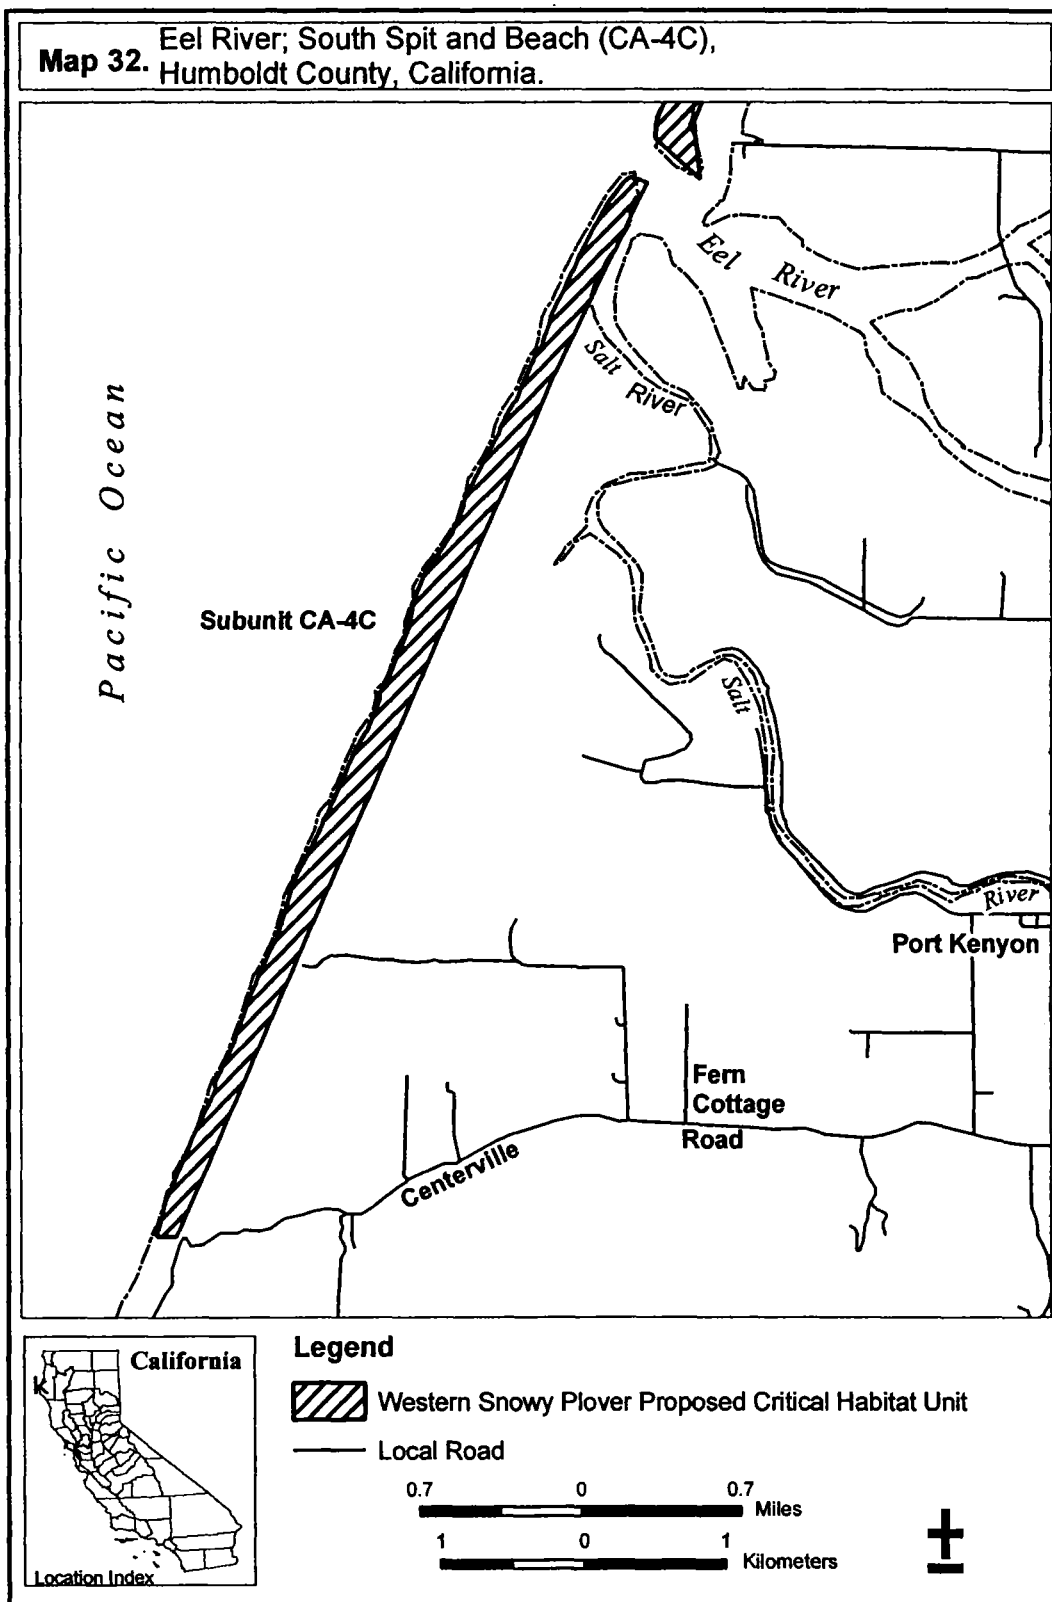 Map 32. Eel River; South Spit and Beach (CA-4C),
Humboldt County, California.
Eel River
Salt River
Pacific Ocean
Subunit CA-4C
Salt
River
Port Kenyon
Fern
Cottage
Road
Centerville
California
Location Index
Legend
Western Snowy Plover Proposed Critical Habitat Unit
Local Road
0.7 0 0.7
Miles
1 0 1
Kilometers